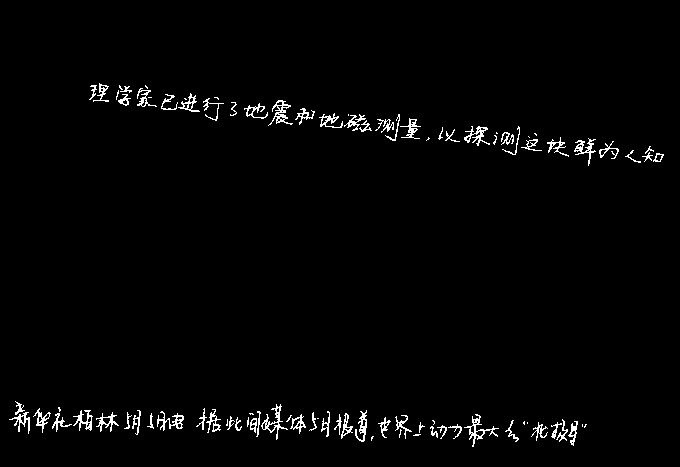 理学家已进行了地震和地磁测量,以探测这块鲜为人知
新华社柏林5月5日电 据此间媒体5日报道,世界上动力最大的“北极星”